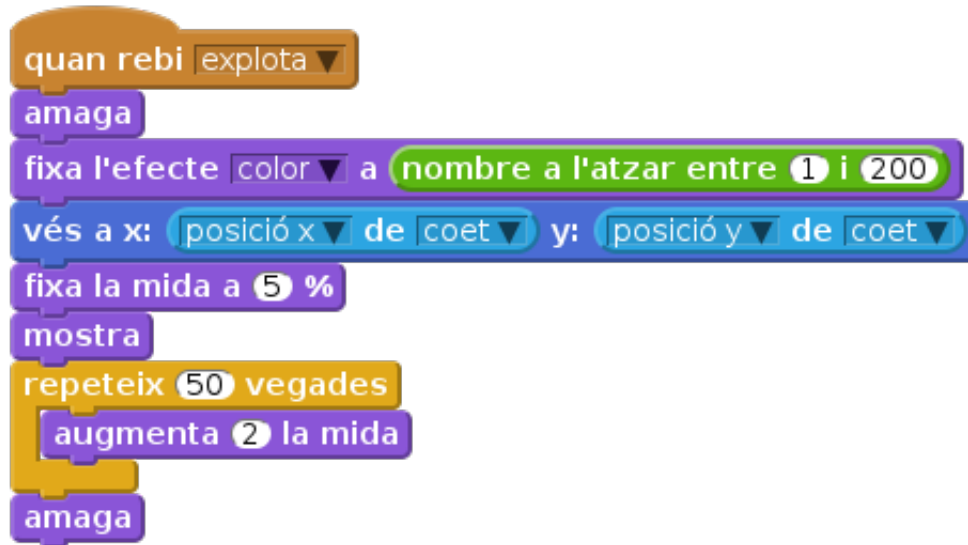 quan rebi explota
amaga
fixa l'efecte color a nombre a l'atzar entre 1 i 200
vés a x: posició x de coet y: posició y de coet
fixa la mida a 5 %
mostra
repeteix 50 vegades
augmenta 2 la mida
amaga